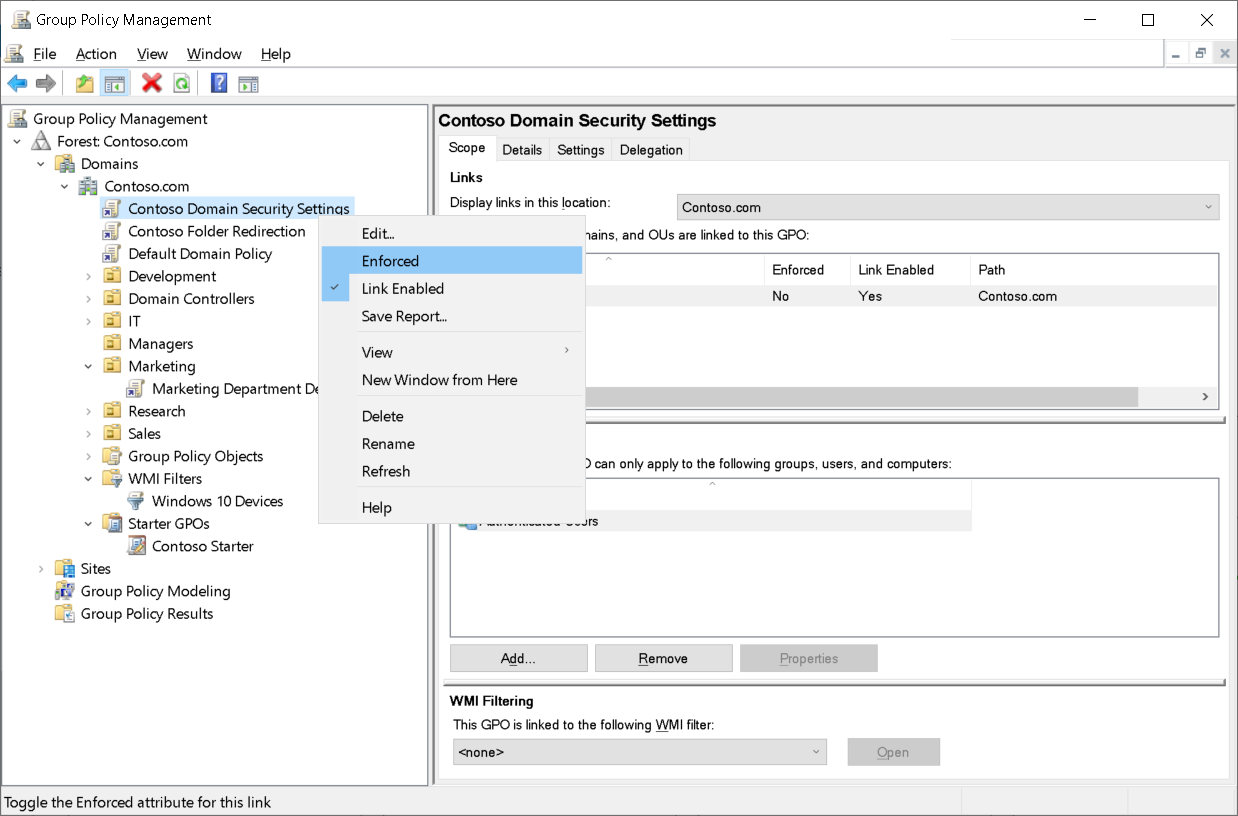 Group Policy Management
File Action View Window Help
Group Policy Management
Forest: Contoso.com
Domains
Contoso.com
Contoso Domain Security Settings
Contoso Folder Redirection
Default Domain Policy
Development
Domain Controllers
IT
Managers
Marketing
Marketing Department De
Research
Sales
Group Policy Objects
WMI Filters
Windows 10 Devices
Starter GPOs
Contoso Starter
Sites
Group Policy Modeling
Group Policy Results
Edit...
Enforced
Link Enabled
Save Report...
View
New Window from Here
Delete
Rename
Refresh
Help
Contoso Domain Security Settings
Scope Details Settings Delegation
Links
Display links in this location: Contoso.com
and OUs are linked to this GPO:
Enforced Link Enabled Path
No Yes Contoso.com
can only apply to the following groups, users, and computers:
Add... Remove Properties
WMI Filtering
This GPO is linked to the following WMI filter:
<none> Open
Toggle the Enforced attribute for this link